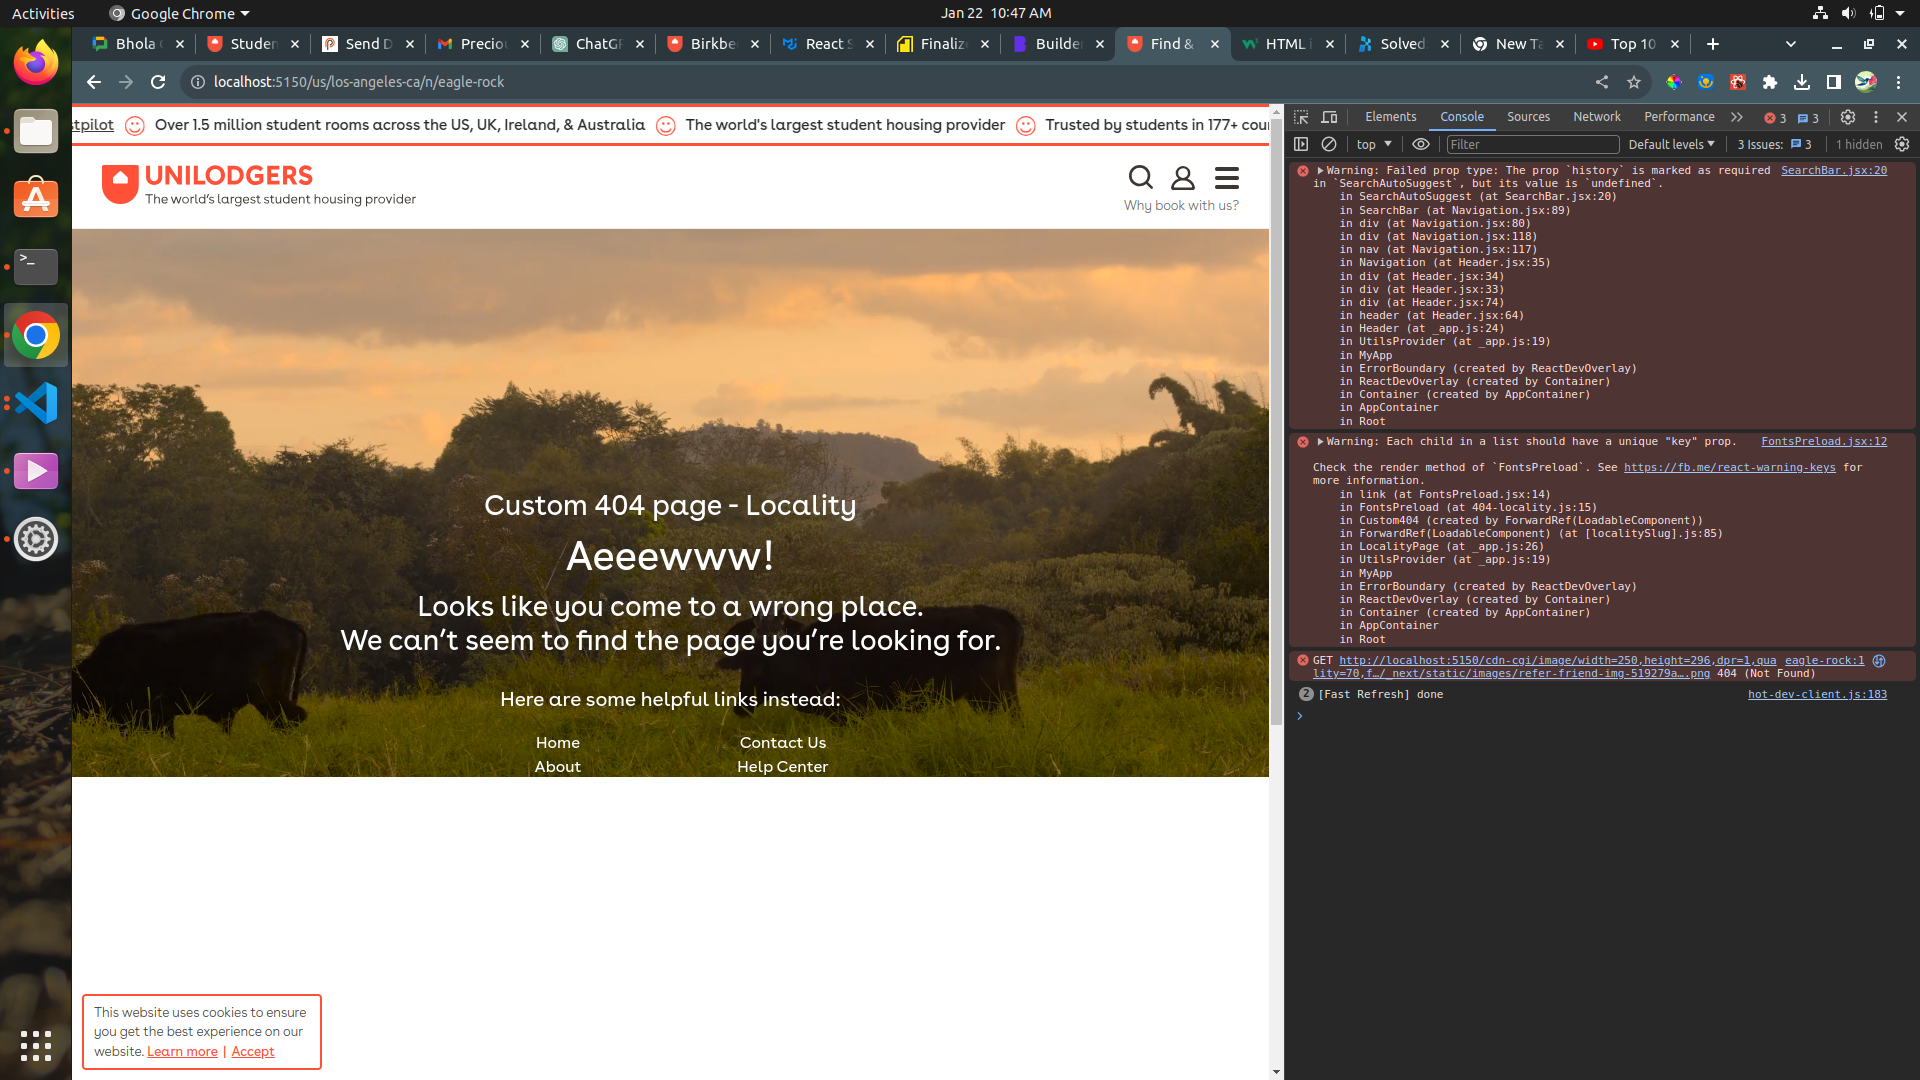 Activities
Google Chrome
Jan 22 10:47 AM
Bhola
Studen
Send D
Preciou
ChatGP
Birkbe
React S
Finalize
Builder
Find &
HTML i
Solved
New Ta
Top 10
localhost:5150/us/los-angeles-ca/n/eagle-rock
stpilot
Over 1.5 million student rooms across the US, UK, Ireland, & Australia
The world's largest student housing provider
Trusted by students in 177+ cour
UNILODGERS
The world's largest student housing provider
Why book with us?
Custom 404 page - Locality
Aeeewww!
Looks like you come to a wrong place.
We can't seem to find the page you're looking for.
Here are some helpful links instead:
Home
Contact Us
About
Help Center
This website uses cookies to ensure
you get the best experience on our
website. Learn more | Accept
Elements
Console
Sources
Network
Performance
3
3
top
Filter
Default levels
3 Issues: 3
1 hidden
Warning: Failed prop type: The prop `history` is marked as required SearchBar.jsx:20
in `SearchAutoSuggest`, but its value is `undefined`.
in SearchAutoSuggest (at SearchBar.jsx:20)
in SearchBar (at Navigation.jsx:89)
in div (at Navigation.jsx:80)
in div (at Navigation.jsx:118)
in nav (at Navigation.jsx:117)
in Navigation (at Header.jsx:35)
in div (at Header.jsx:34)
in div (at Header.jsx:33)
in div (at Header.jsx:74)
in header (at Header.jsx:64)
in Header (at _app.js:24)
in UtilsProvider (at _app.js:19)
in MyApp
in ErrorBoundary (created by ReactDevOverlay)
in ReactDevOverlay (created by Container)
in Container (created by AppContainer)
in AppContainer
in Root
Warning: Each child in a list should have a unique "key" prop. FontsPreload.jsx:12
Check the render method of `FontsPreload`. See https://fb.me/react-warning-keys for
more information.
in link (at FontsPreload.jsx:14)
in FontsPreload (at 404-locality.js:15)
in Custom404 (created by ForwardRef(LoadableComponent))
in ForwardRef(LoadableComponent) (at [localitySlug].js:85)
in LocalityPage (at _app.js:26)
in UtilsProvider (at _app.js:19)
in MyApp
in ErrorBoundary (created by ReactDevOverlay)
in ReactDevOverlay (created by Container)
in Container (created by AppContainer)
in AppContainer
in Root
GET http://localhost:5150/cdn-cgi/image/width=250,height=296,dpr=1,qua eagle-rock:1
lity=70,f…/_next/static/images/refer-friend-img-519279a….png 404 (Not Found)
2 [Fast Refresh] done hot-dev-client.js:183